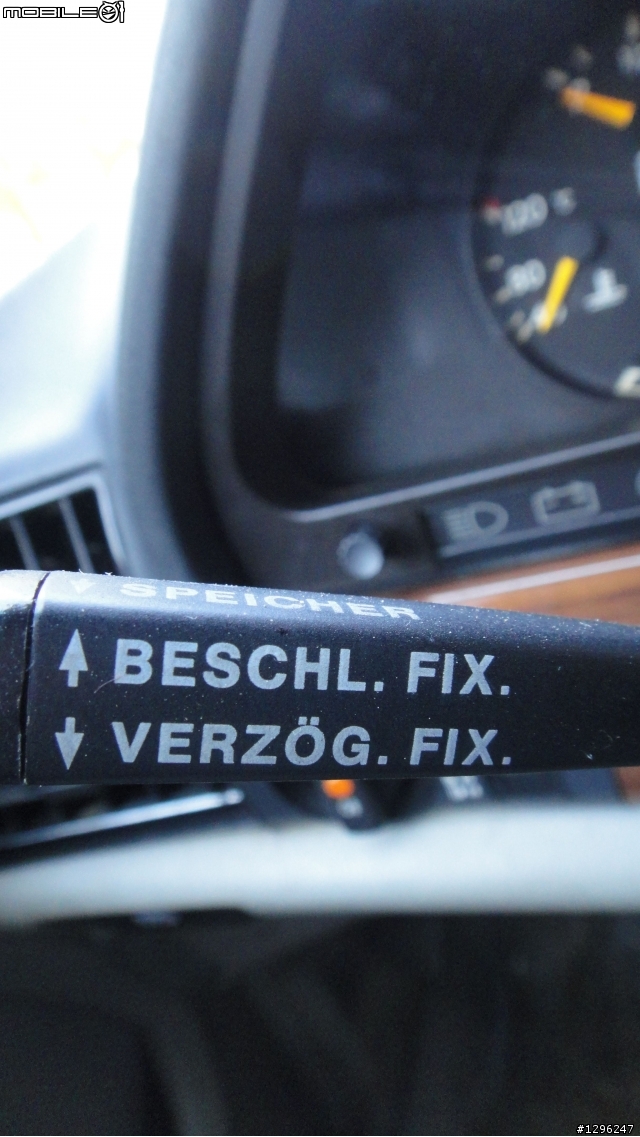 MOBILE01
120 °C
80
SPEICHER
BESCHL. FIX.
VERZÖG. FIX.
#1296247